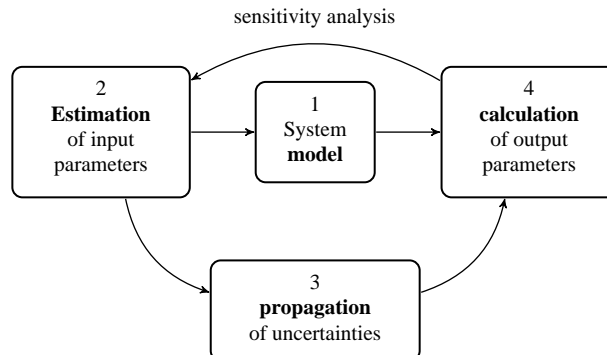 sensitivity analysis
2
Estimation
of input
parameters
1
System
model
4
calculation
of output
parameters
3
propagation
of uncertainties